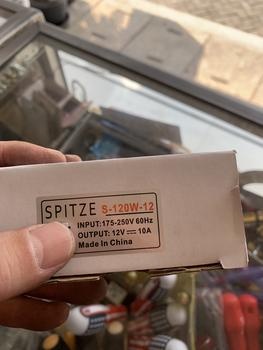 SPITZE S-120W-12
INPUT:175-250V 60Hz
OUTPUT: 12V⎓ 10A
Made In China